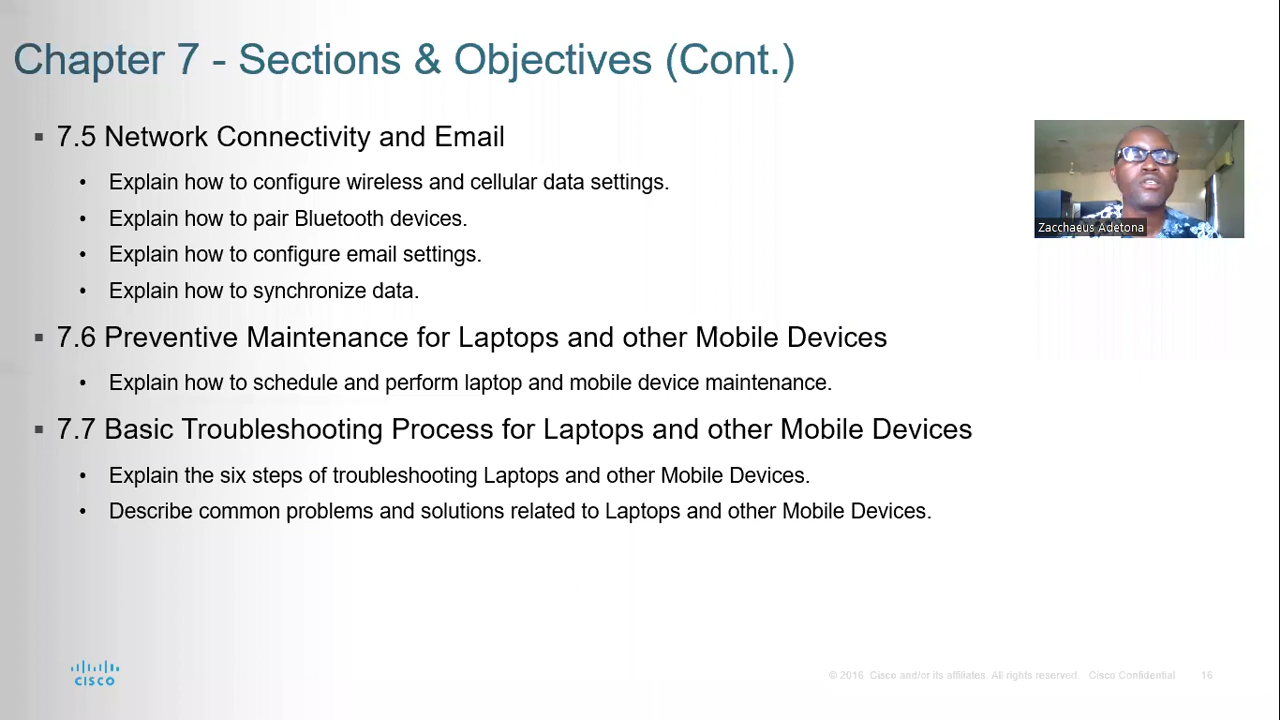 Chapter 7 - Sections & Objectives (Cont.)
▪ 7.5 Network Connectivity and Email
• Explain how to configure wireless and cellular data settings.
• Explain how to pair Bluetooth devices.
• Explain how to configure email settings.
• Explain how to synchronize data.
▪ 7.6 Preventive Maintenance for Laptops and other Mobile Devices
• Explain how to schedule and perform laptop and mobile device maintenance.
▪ 7.7 Basic Troubleshooting Process for Laptops and other Mobile Devices
• Explain the six steps of troubleshooting Laptops and other Mobile Devices.
• Describe common problems and solutions related to Laptops and other Mobile Devices.
Zacchaeus Adetona
CISCO
© 2016 Cisco and/or its affiliates. All rights reserved. Cisco Confidential 16